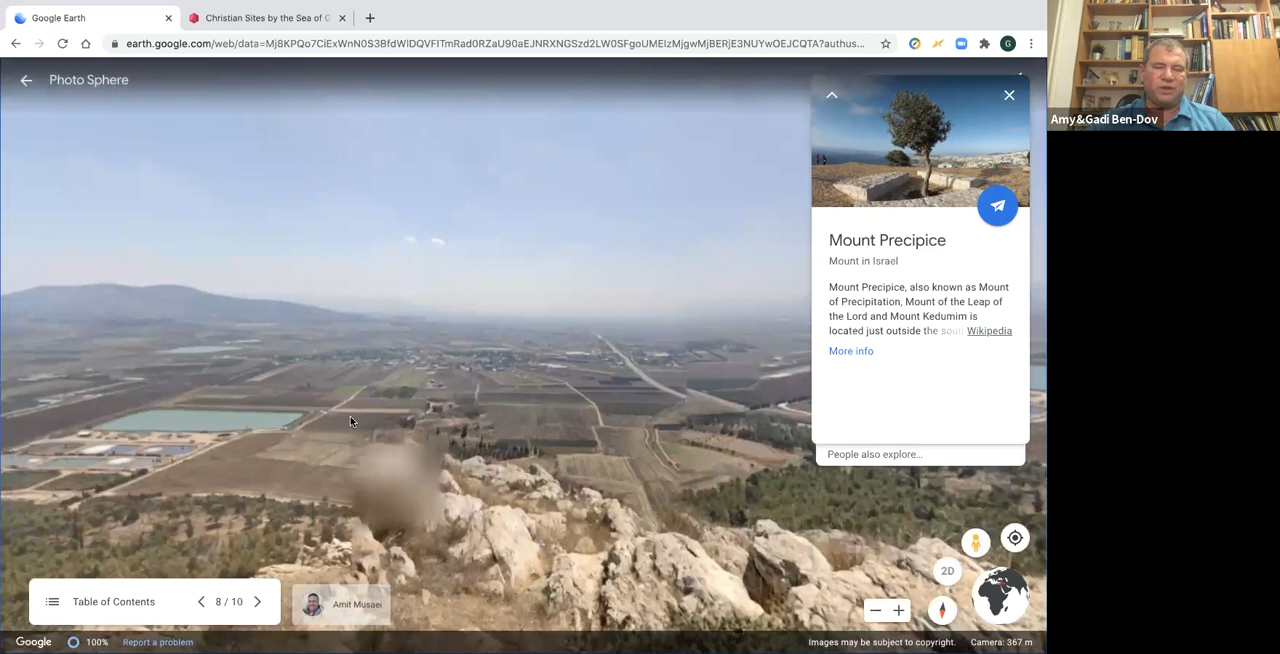 Google Earth
Christian Sites by the Sea of G
earth.google.com/web/data=Mj8KPQo7CiExWnN0S3BfdWlDQVFITmRad0RZaU90aEJNRXNGSzd2LW0SFgoUMEIzMjgwMjBERjE3NUYwOEJCQTA?authus...
G
Photo Sphere
Amy&Gadi Ben-Dov
Mount Precipice
Mount in Israel
Mount Precipice, also known as Mount
of Precipitation, Mount of the Leap of
the Lord and Mount Kedumim is
located just outside the sout Wikipedia
More info
People also explore...
2D
Table of Contents
8 / 10
Amit Musaei
Google
100%
Report a problem
Images may be subject to copyright.
Camera: 367 m